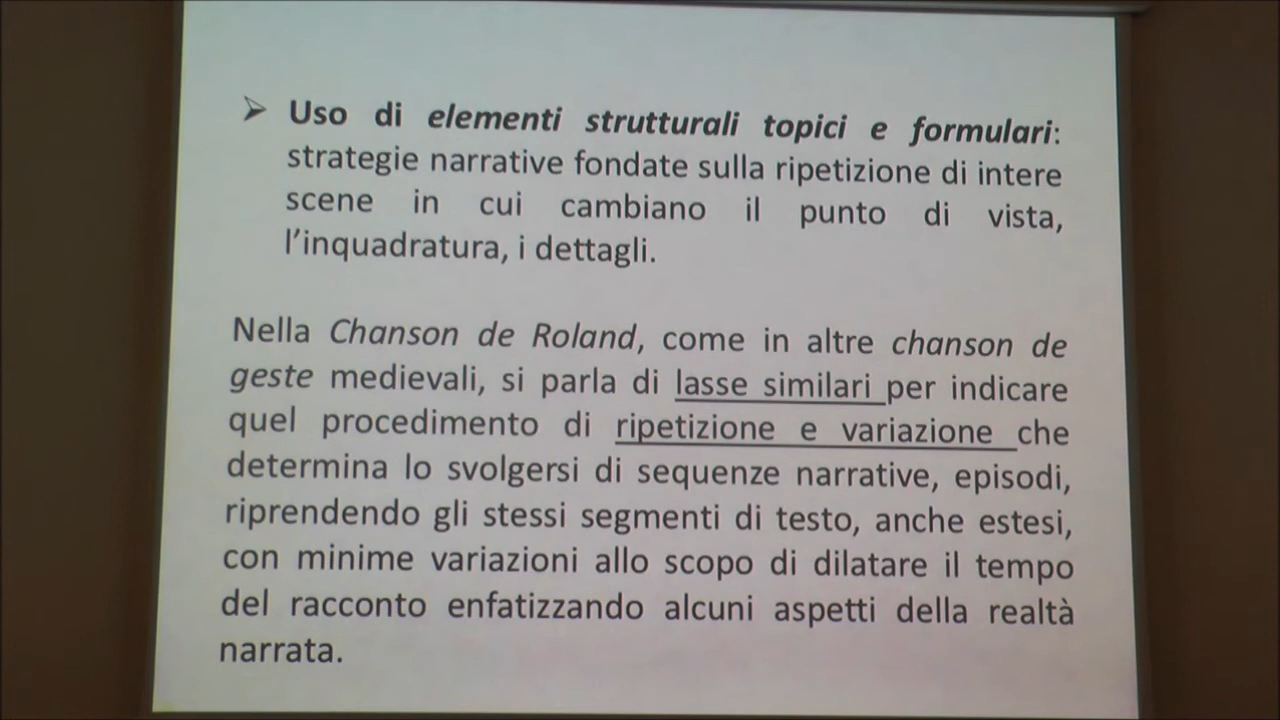 ➢ Uso di elementi strutturali topici e formulari:
strategie narrative fondate sulla ripetizione di intere
scene in cui cambiano il punto di vista,
l'inquadratura, i dettagli.
Nella Chanson de Roland, come in altre chanson de
geste medievali, si parla di lasse similari per indicare
quel procedimento di ripetizione e variazione che
determina lo svolgersi di sequenze narrative, episodi,
riprendendo gli stessi segmenti di testo, anche estesi,
con minime variazioni allo scopo di dilatare il tempo
del racconto enfatizzando alcuni aspetti della realtà
narrata.